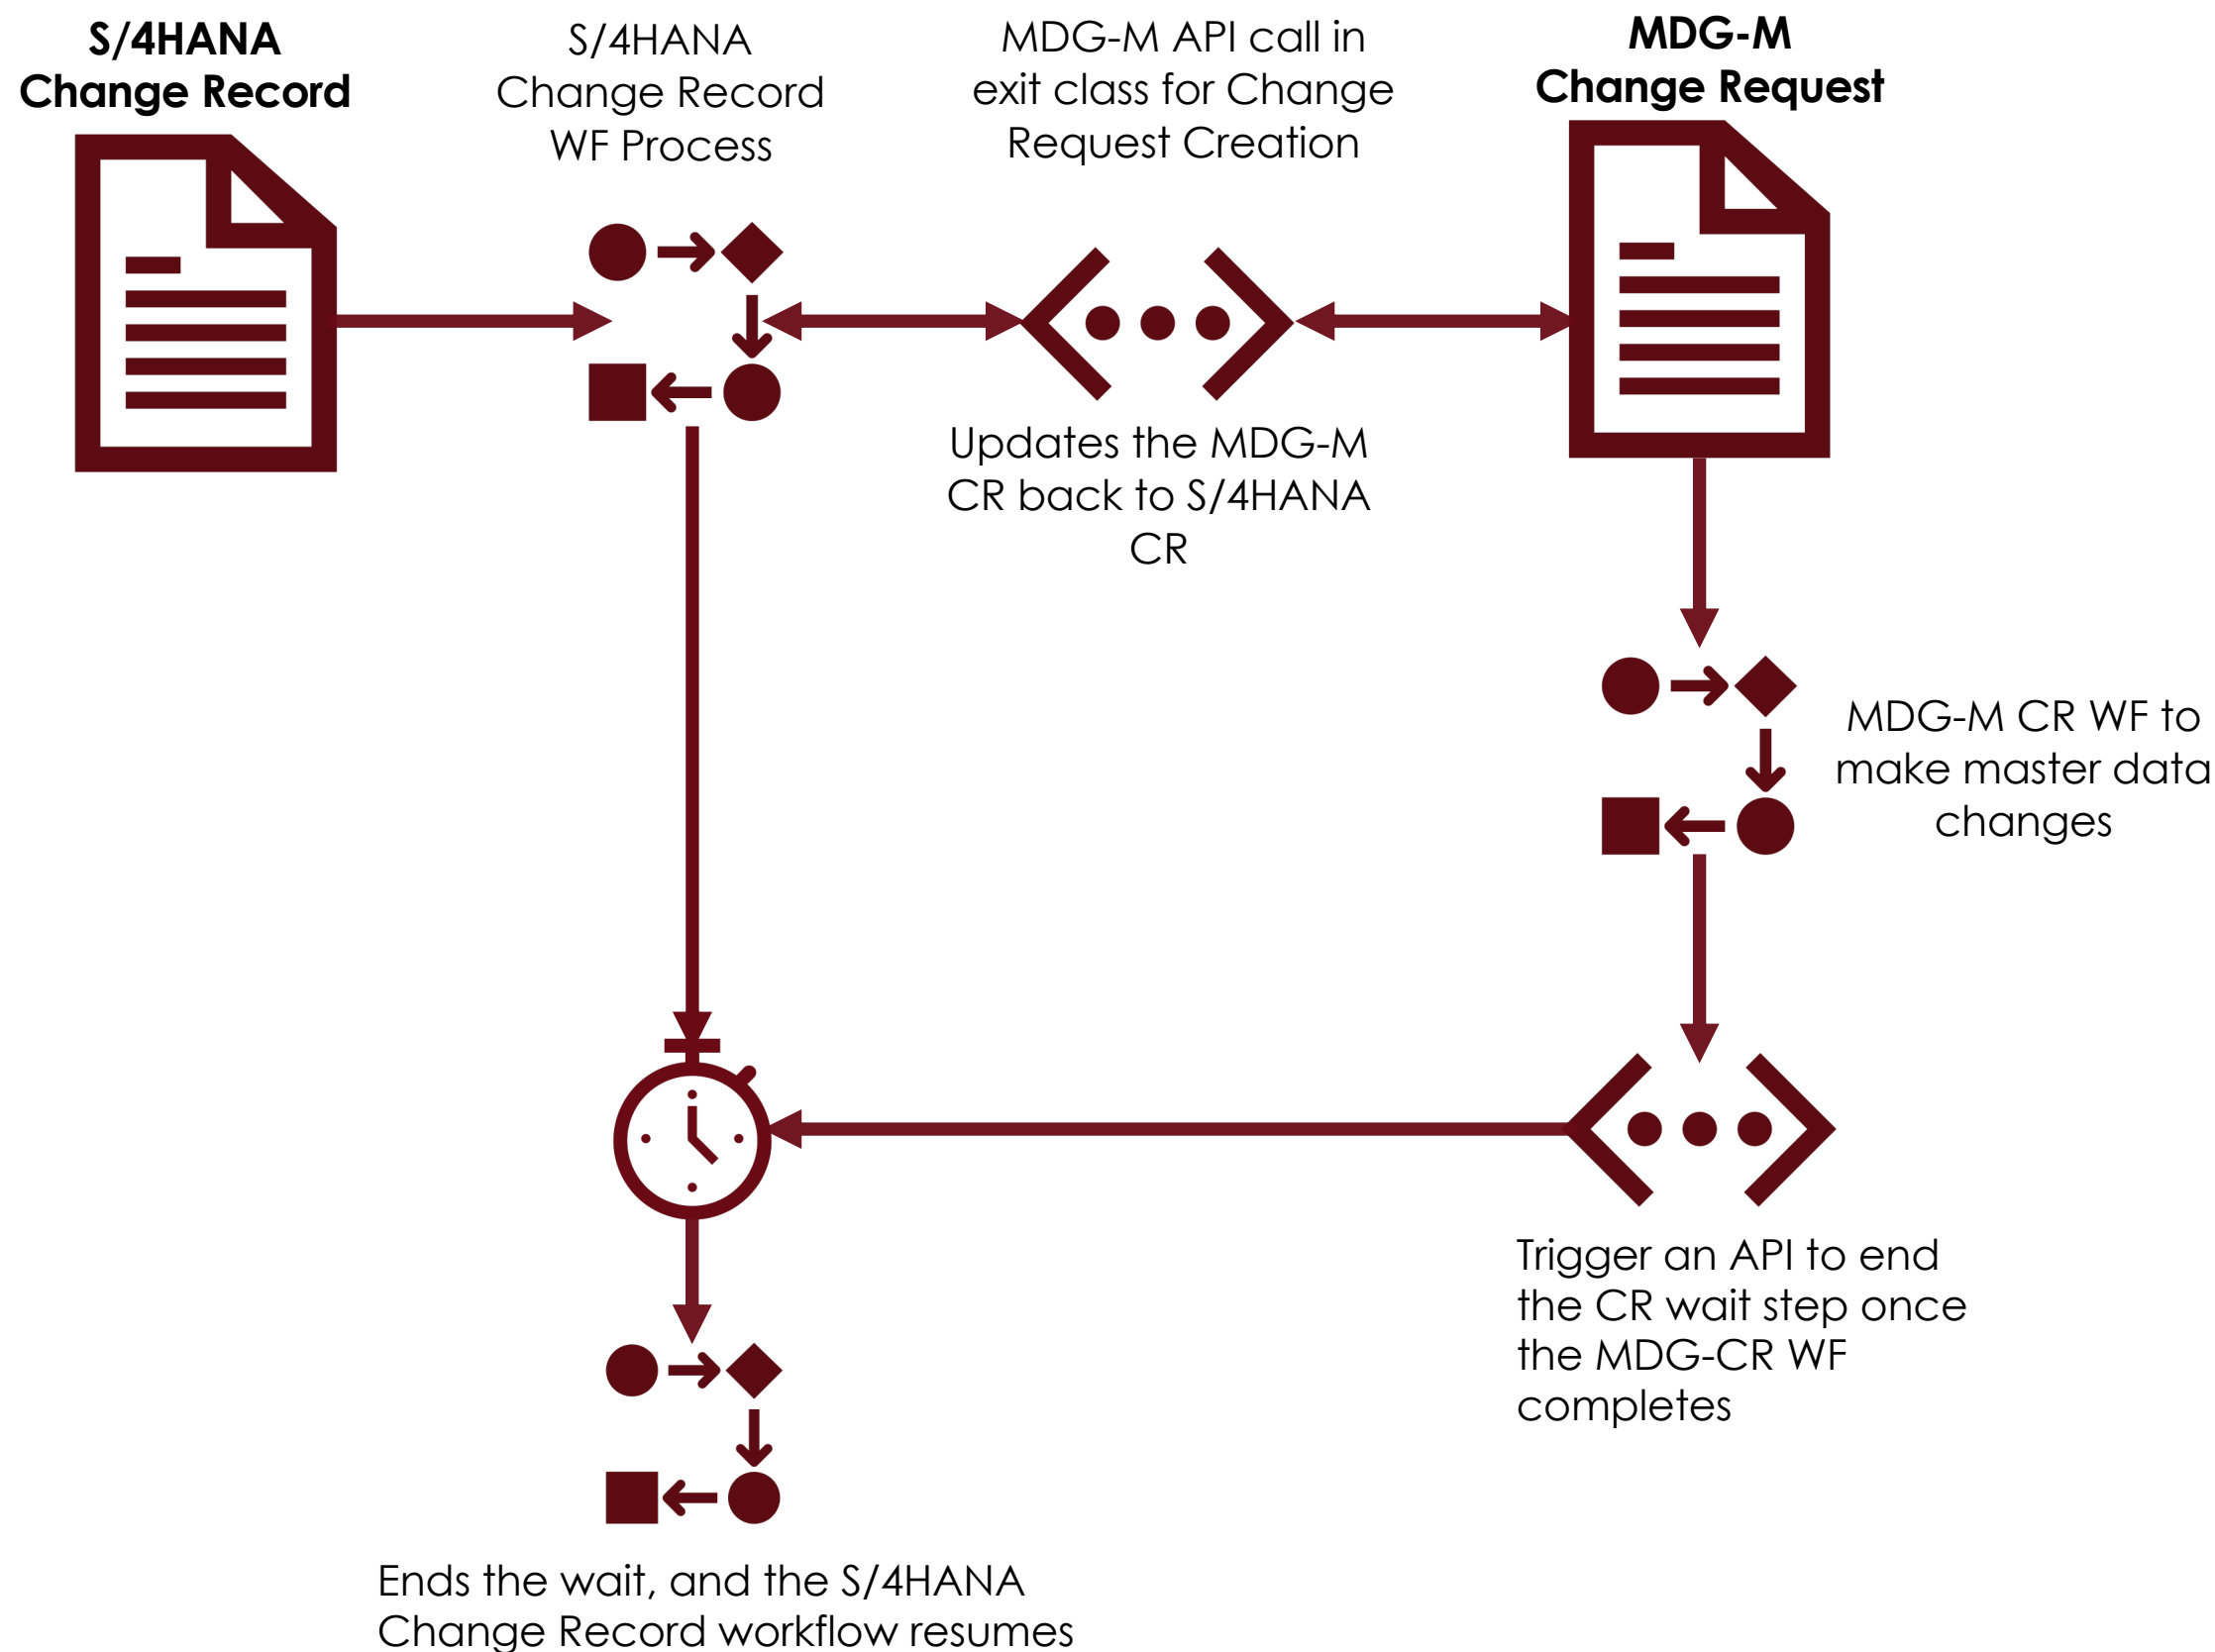 S/4HANA
Change Record
S/4HANA
Change Record
WF Process
MDG-M API call in
exit class for Change
Request Creation
MDG-M
Change Request
Updates the MDG-M
CR back to S/4HANA
CR
MDG-M CR WF to
make master data
changes
Trigger an API to end
the CR wait step once
the MDG-CR WF
completes
Ends the wait, and the S/4HANA
Change Record workflow resumes